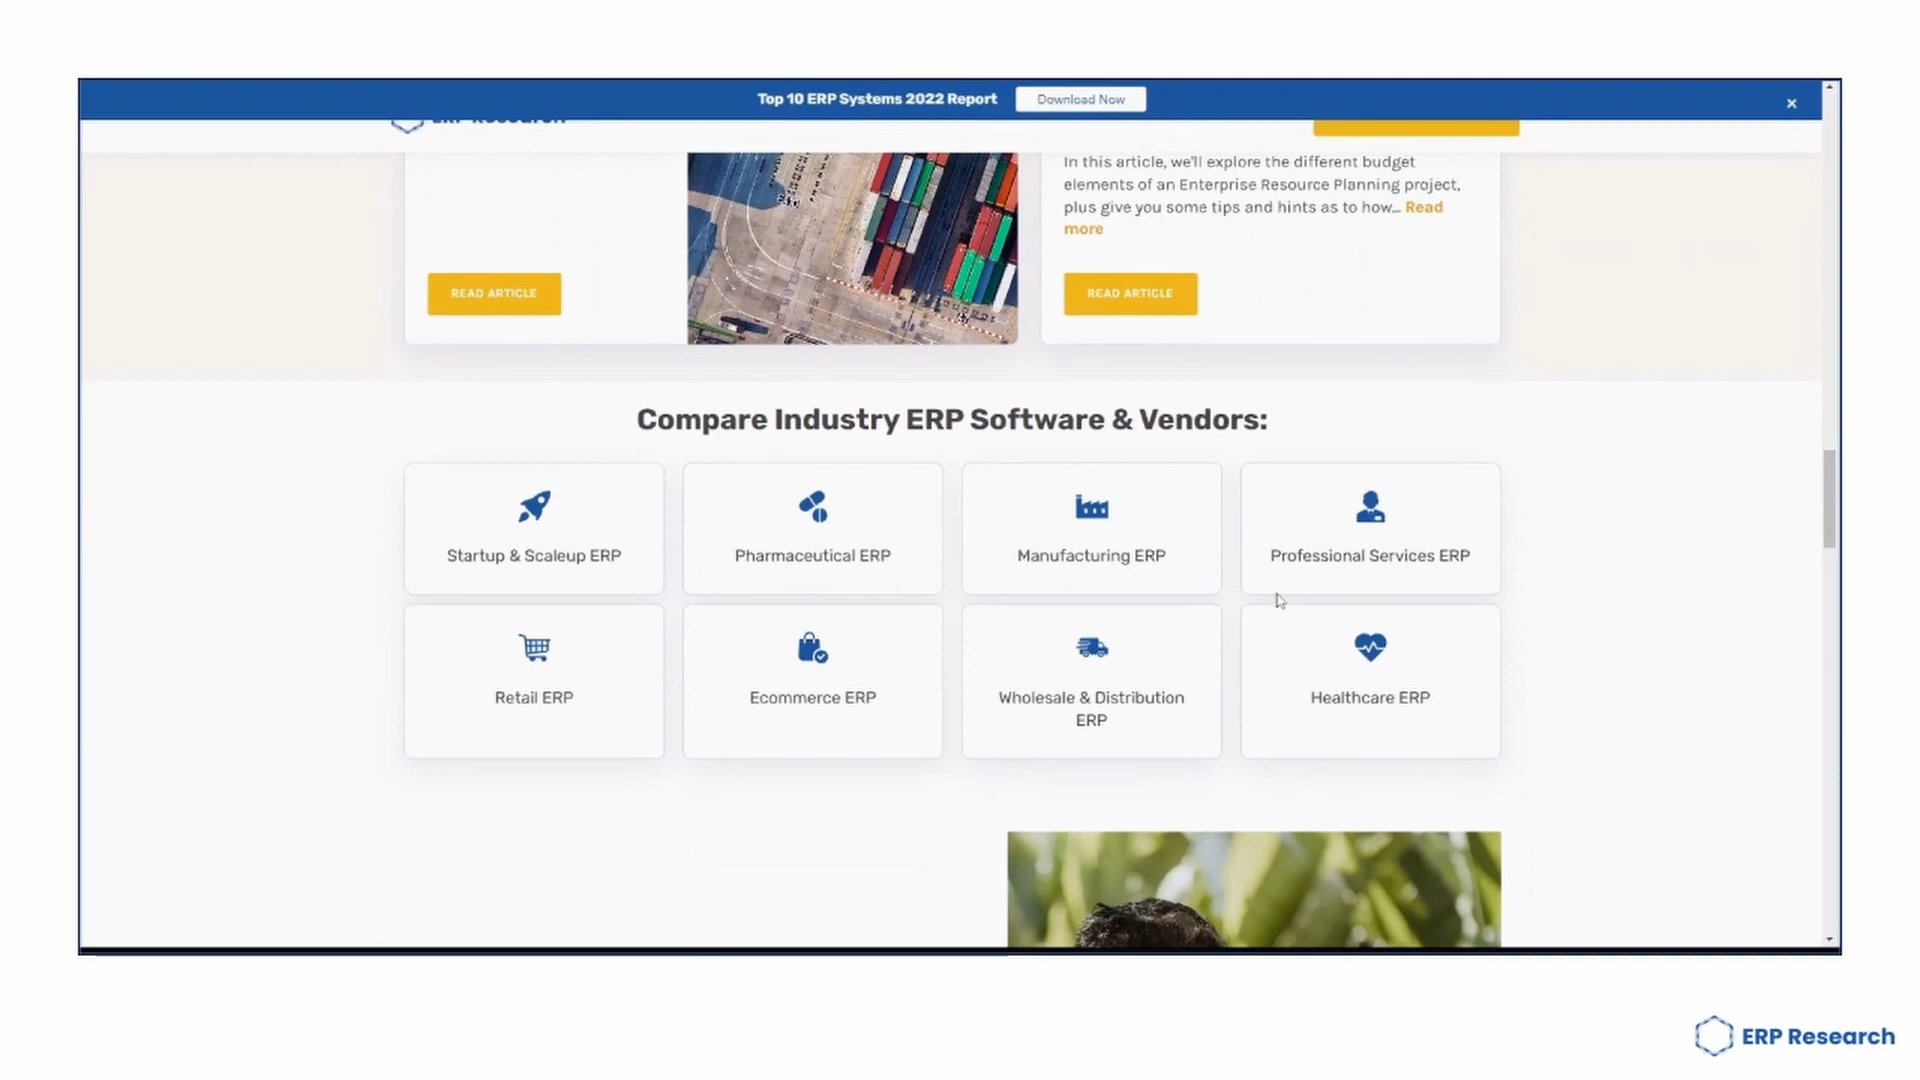 Top 10 ERP Systems 2022 Report
Download Now
×
ERP Research
In this article, we'll explore the different budget
elements of an Enterprise Resource Planning project,
plus give you some tips and hints as to how... Read
more
READ ARTICLE
READ ARTICLE
Compare Industry ERP Software & Vendors:
Startup & Scaleup ERP
Pharmaceutical ERP
Manufacturing ERP
Professional Services ERP
Retail ERP
Ecommerce ERP
Wholesale & Distribution
ERP
Healthcare ERP
ERP Research